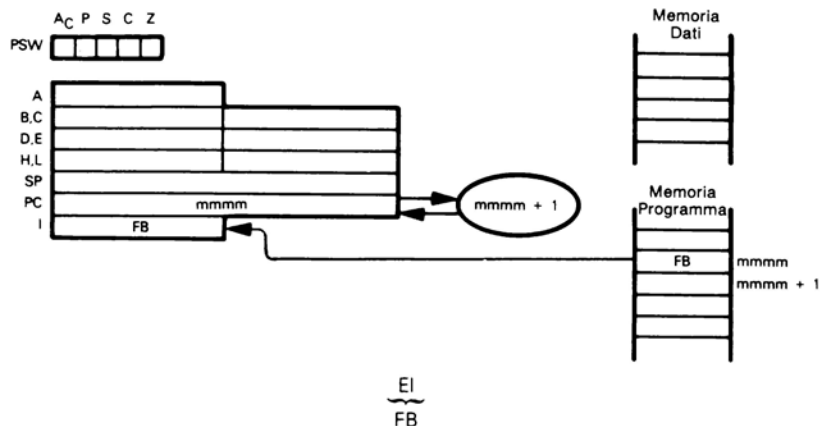 AC P S C Z
PSW
A
B,C
D,E
H,L
SP
PC mmmm
I FB
mmmm + 1
Memoria
Dati
Memoria
Programma
FB mmmm
mmmm + 1
EI
FB